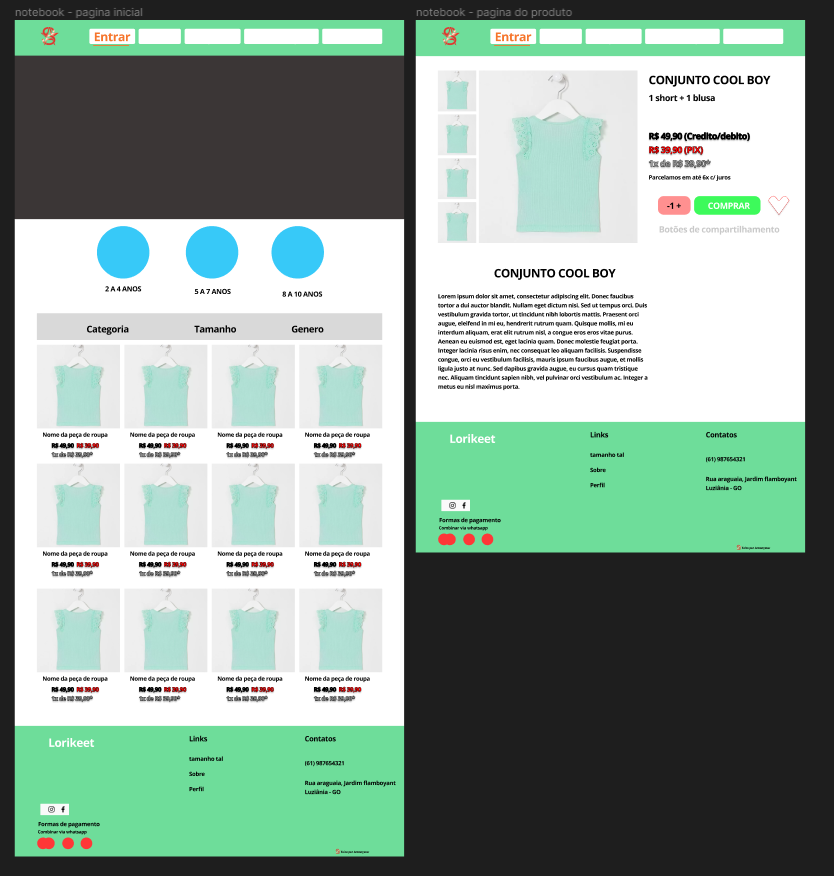 notebook - pagina inicial
Entrar
2 A 4 ANOS
5 A 7 ANOS
8 A 10 ANOS
Categoria Tamanho Genero
Nome da peça de roupa Nome da peça de roupa Nome da peça de roupa Nome da peça de roupa
R$ 49,90 R$ 39,90 R$ 49,90 R$ 39,90 R$ 49,90 R$ 39,90 R$ 49,90 R$ 39,90
1x de R$ 39,90* 1x de R$ 39,90* 1x de R$ 39,90* 1x de R$ 39,90*
Nome da peça de roupa Nome da peça de roupa Nome da peça de roupa Nome da peça de roupa
R$ 49,90 R$ 39,90 R$ 49,90 R$ 39,90 R$ 49,90 R$ 39,90 R$ 49,90 R$ 39,90
1x de R$ 39,90* 1x de R$ 39,90* 1x de R$ 39,90* 1x de R$ 39,90*
Nome da peça de roupa Nome da peça de roupa Nome da peça de roupa Nome da peça de roupa
R$ 49,90 R$ 39,90 R$ 49,90 R$ 39,90 R$ 49,90 R$ 39,90 R$ 49,90 R$ 39,90
1x de R$ 39,90* 1x de R$ 39,90* 1x de R$ 39,90* 1x de R$ 39,90*
Lorikeet
Links
tamanho tal
Sobre
Perfil
Contatos
(61) 987654321
Rua araguaia, Jardim flamboyant
Luziânia - GO
Formas de pagamento
Combinar via whatsapp
notebook - pagina do produto
Entrar
CONJUNTO COOL BOY
1 short + 1 blusa
R$ 49,90 (Credito/debito)
R$ 39,90 (PIX)
1x de R$ 39,90*
Parcelamos em até 6x c/ juros
-1 +
COMPRAR
Botões de compartilhamento
CONJUNTO COOL BOY
Lorem ipsum dolor sit amet, consectetur adipiscing elit. Donec faucibus
tortor a dui auctor blandit. Nullam eget dictum nisi. Sed ut tempus orci. Duis
vestibulum gravida tortor, ut tincidunt nibh lobortis mattis. Praesent orci
augue, eleifend in mi eu, hendrerit rutrum quam. Quisque mollis, mi eu
interdum aliquam, erat elit rutrum nisl, a congue eros eros vitae purus.
Aenean eu euismod est, eget lacinia quam. Donec molestie feugiat porta.
Integer lacinia risus enim, nec consequat leo aliquam facilisis. Suspendisse
congue, orci eu vestibulum facilisis, mauris ipsum faucibus augue, et mollis
ligula justo at nunc. Sed dapibus gravida augue, eu cursus quam tristique
nec. Aliquam tincidunt sapien nibh, vel pulvinar orci vestibulum ac. Integer a
metus eu nisl maximus porta.
Lorikeet
Links
tamanho tal
Sobre
Perfil
Contatos
(61) 987654321
Rua araguaia, Jardim flamboyant
Luziânia - GO
Formas de pagamento
Combinar via whatsapp